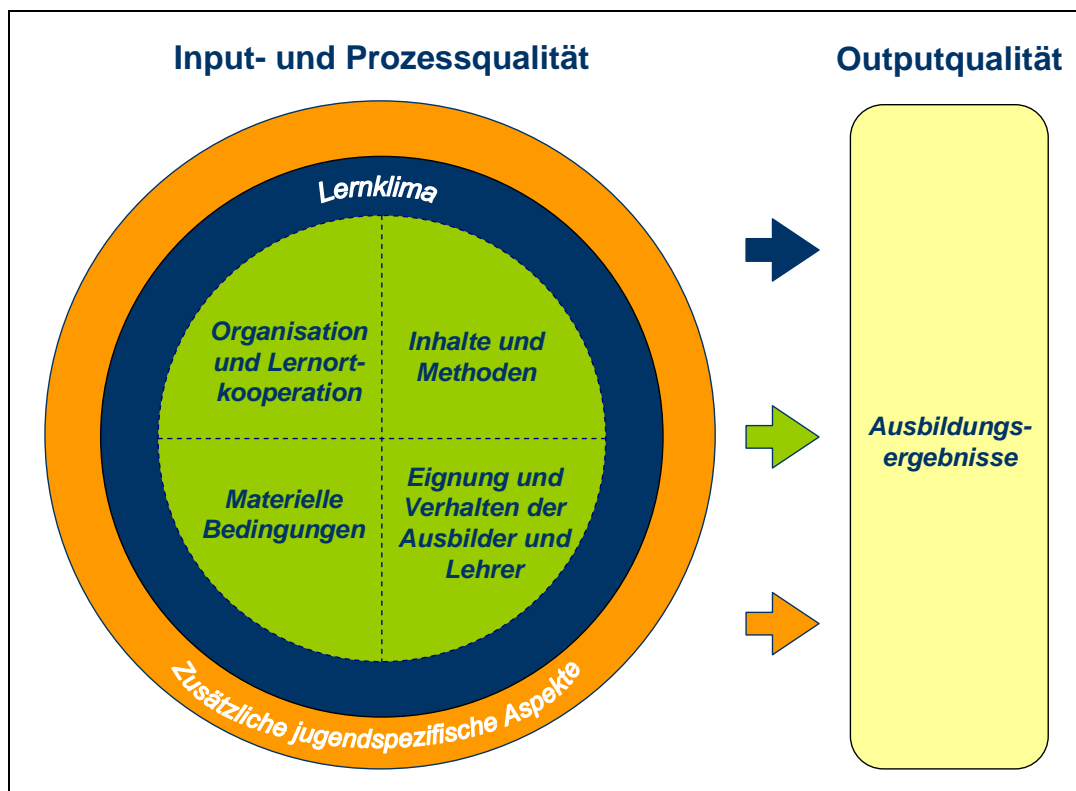 Input- und Prozessqualität
Outputqualität
Lernklima
Organisation
und Lernort-
kooperation
Inhalte und
Methoden
Materielle
Bedingungen
Eignung und
Verhalten der
Ausbilder und
Lehrer
Zusätzliche jugendspezifische Aspekte
Ausbildungs-
ergebnisse